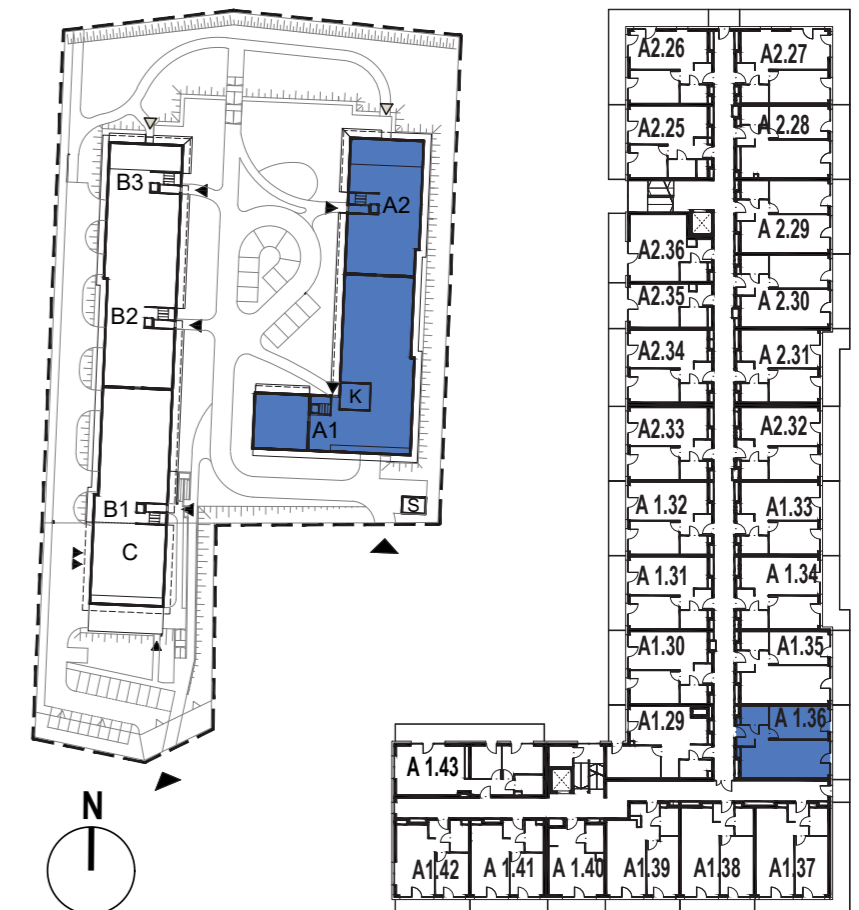 B3
A2
B2
K
A1
B1
S
C
N
A2.26
A2.27
A2.25
A 2.28
A 2.29
A2.36
A2.35
A 2.30
A2.34
A 2.31
A2.33
A2.32
A 1.32
A1.33
A 1.31
A 1.34
A1.30
A1.35
A1.29
A 1.36
A 1.43
A1.42
A 1.41
A 1.40
A1.39
A1.38
A1.37